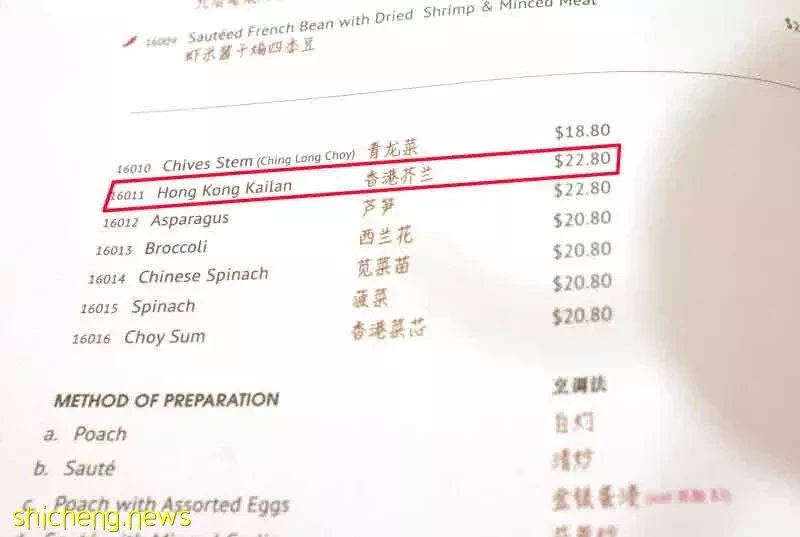 16009 Sautéed French Bean with Dried Shrimp & Minced Meat
虾米酱干煸四季豆
16010 Chives Stem (Ching Long Choy) 青龙菜 $18.80
16011 Hong Kong Kailan 香港芥兰 $22.80
16012 Asparagus 芦笋 $22.80
16013 Broccoli 西兰花 $20.80
16014 Chinese Spinach 苋菜苗 $20.80
16015 Spinach 菠菜 $20.80
16016 Choy Sum 香港菜芯 $20.80
METHOD OF PREPARATION 烹调法
a. Poach 白灼
b. Sauté 清炒
c. Poach with Assorted Eggs 金银蛋浸
shicheng.news